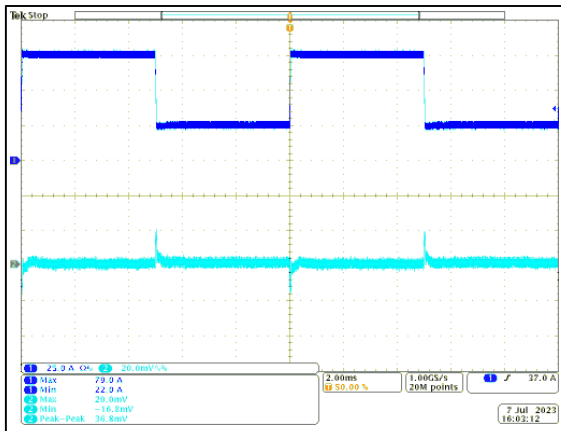 Tek Stop
T
1
2
1 25.0 A Ω 2 20.0mV
1 Max 79.0 A
1 Min 22.0 A
2 Max 20.0mV
2 Min -16.8mV
2 Peak-Peak 36.8mV
2.00ms
T 50.00 %
1.00GS/s
20M points
1 37.0 A
7 Jul 2023
16:03:12